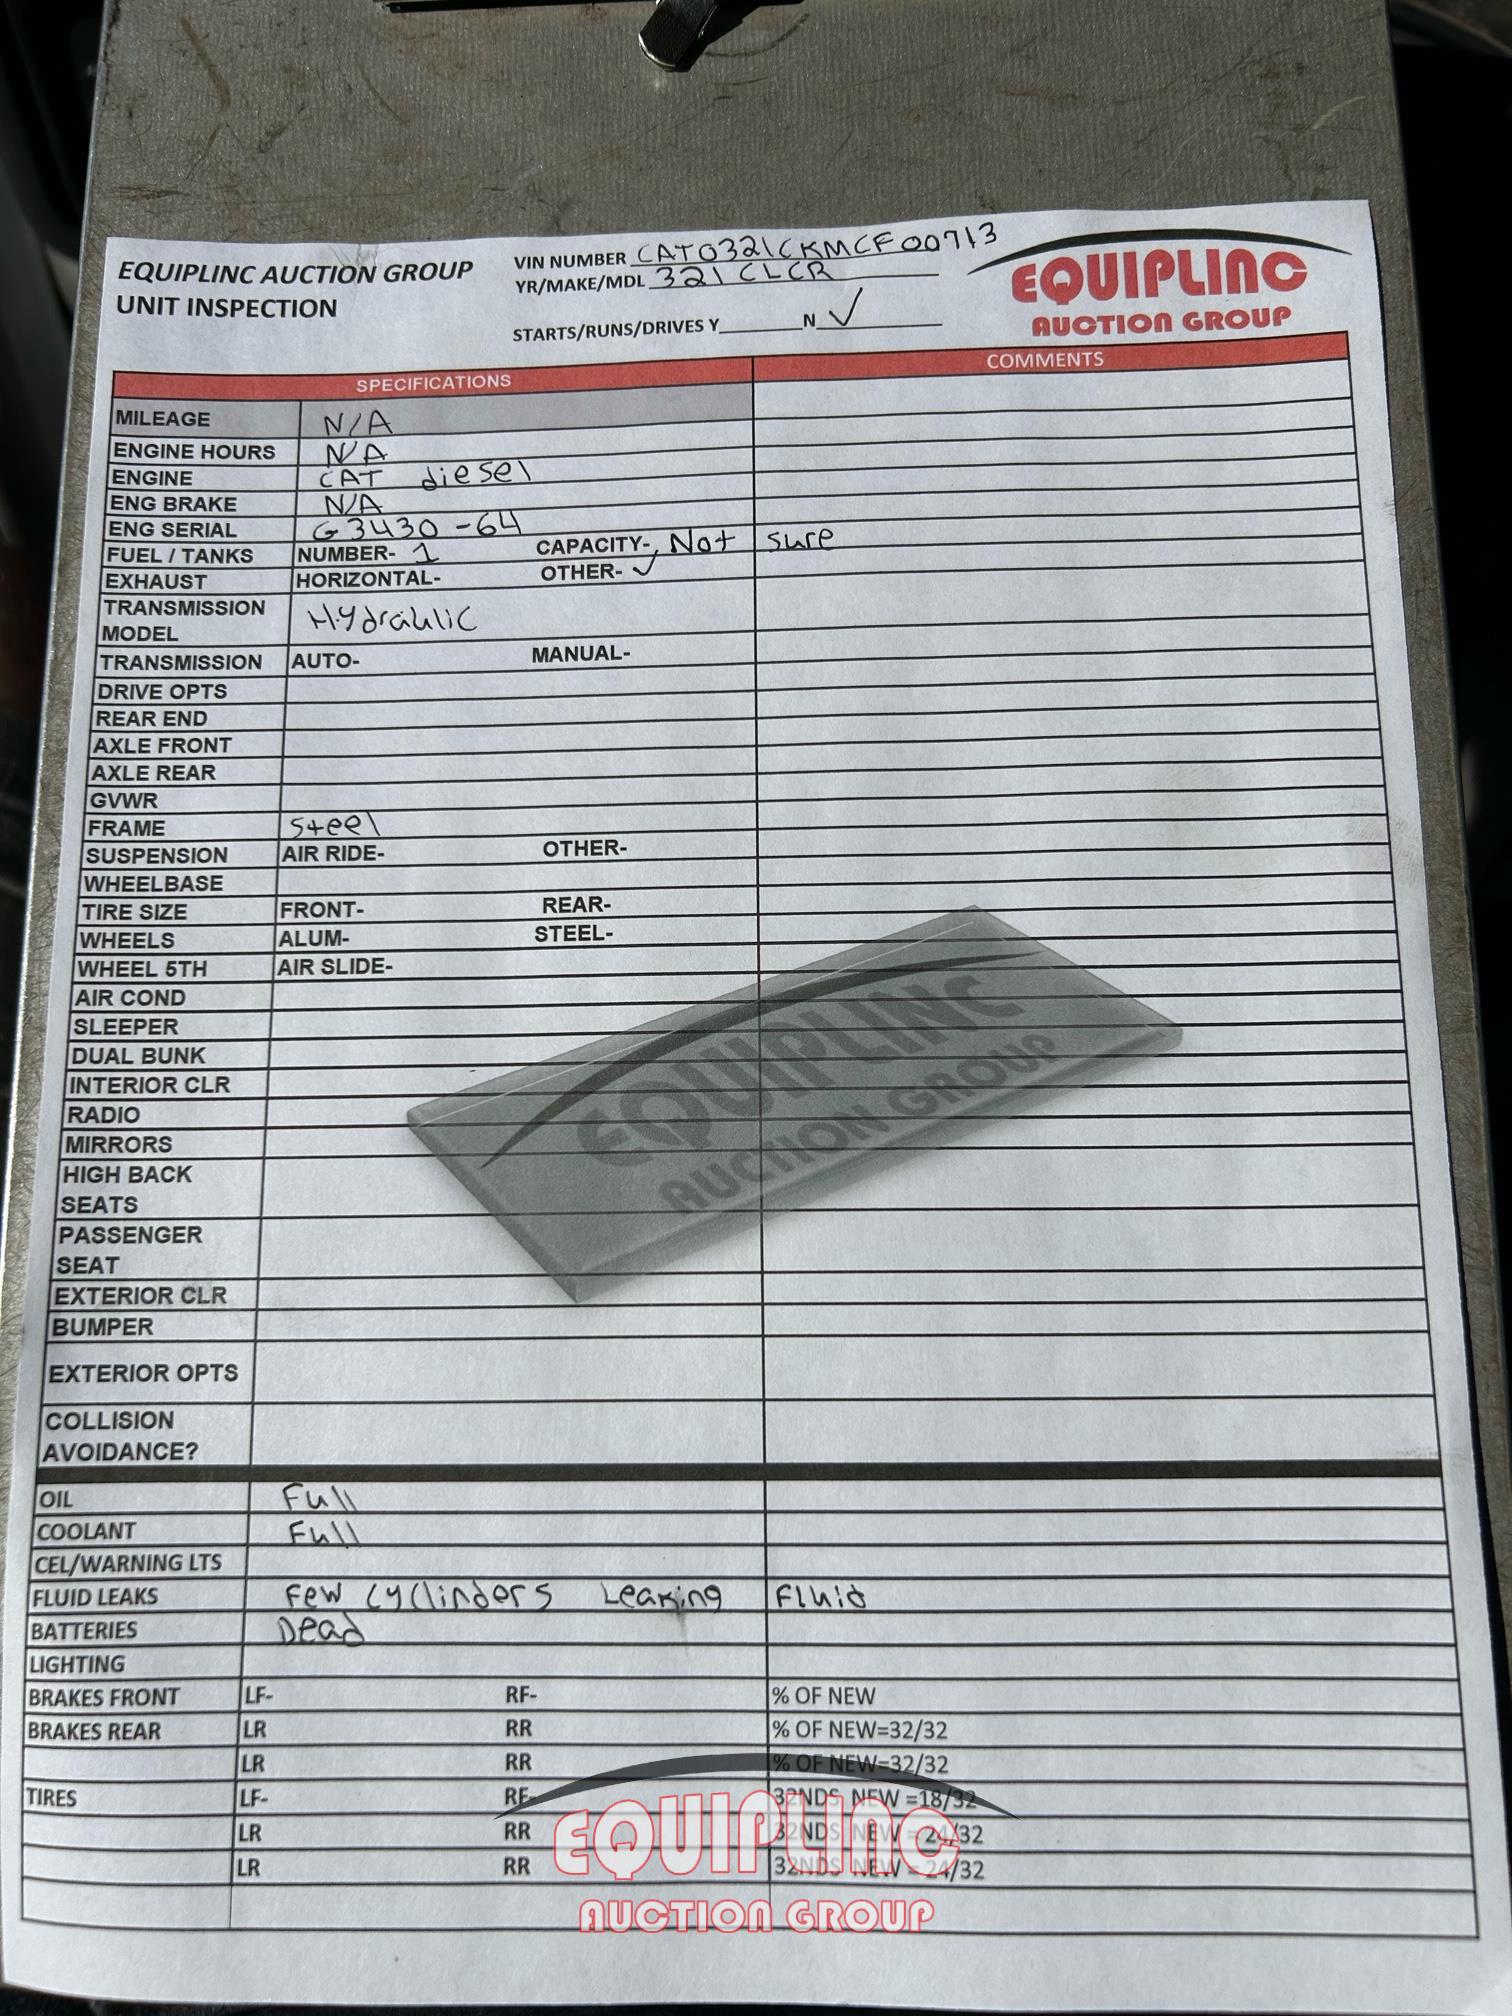 EQUIPLINC AUCTION GROUP
UNIT INSPECTION
VIN NUMBER CAT0321CKMCF00713
YR/MAKE/MDL 321CLCR
STARTS/RUNS/DRIVES Y_______N ✓
EQUIPLINC
AUCTION GROUP
SPECIFICATIONS COMMENTS
MILEAGE N/A
ENGINE HOURS N/A
ENGINE CAT diesel
ENG BRAKE N/A
ENG SERIAL G3430-64
FUEL / TANKS NUMBER- 1 CAPACITY- Not sure
EXHAUST HORIZONTAL- OTHER- ✓
TRANSMISSION
MODEL Hydraulic
TRANSMISSION AUTO- MANUAL-
DRIVE OPTS
REAR END
AXLE FRONT
AXLE REAR
GVWR
FRAME Steel
SUSPENSION AIR RIDE- OTHER-
WHEELBASE
TIRE SIZE FRONT- REAR-
WHEELS ALUM- STEEL-
WHEEL 5TH AIR SLIDE-
AIR COND
SLEEPER
DUAL BUNK
INTERIOR CLR
RADIO
MIRRORS
HIGH BACK
SEATS
PASSENGER
SEAT
EXTERIOR CLR
BUMPER
EXTERIOR OPTS
COLLISION
AVOIDANCE?
EQUIPLINC
AUCTION GROUP
OIL Full
COOLANT Full
CEL/WARNING LTS
FLUID LEAKS Few cyclinders Leaking Fluid
BATTERIES Dead
LIGHTING
BRAKES FRONT LF- RF- % OF NEW
BRAKES REAR LR RR % OF NEW=32/32
LR RR % OF NEW=32/32
TIRES LF- RF- 32NDS NEW =18/32
LR RR 32NDS NEW = 24/32
LR RR 32NDS NEW = 24/32
EQUIPLINC
AUCTION GROUP